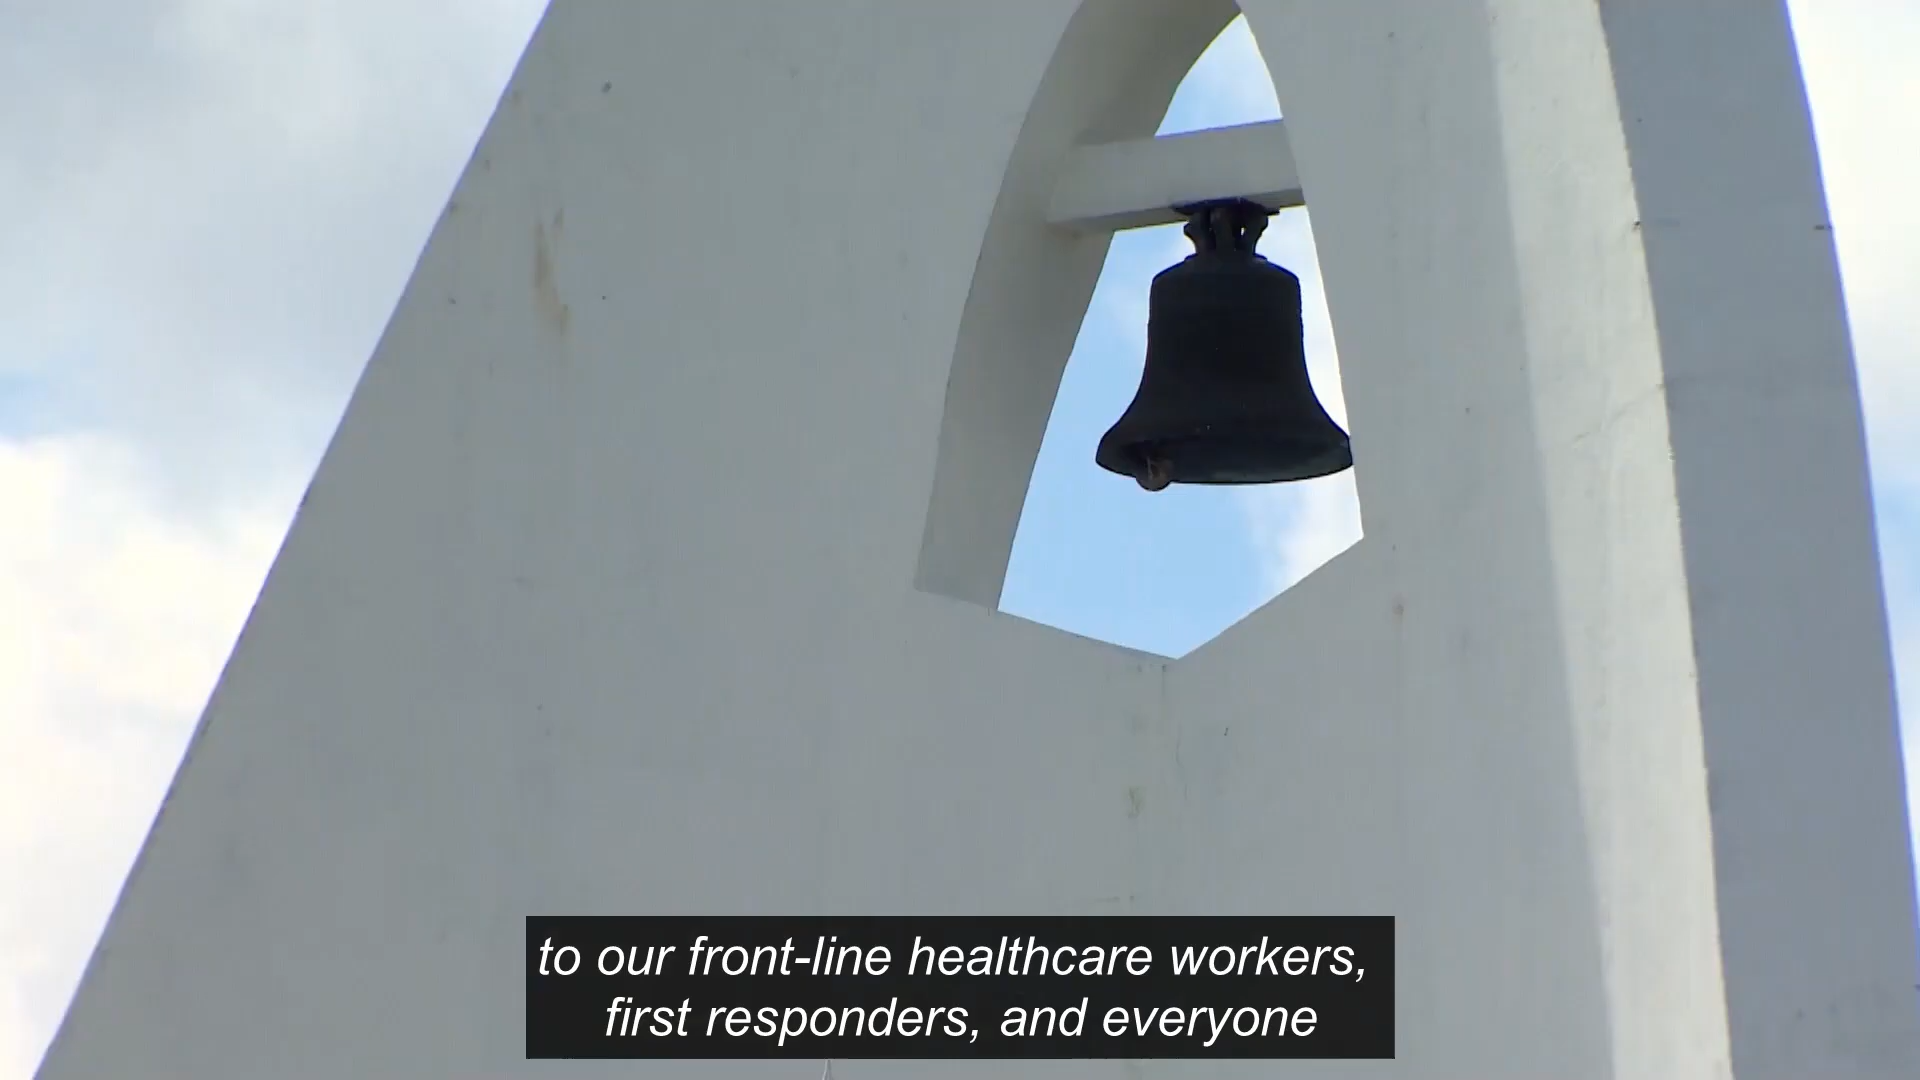 to our front-line healthcare workers,
first responders, and everyone